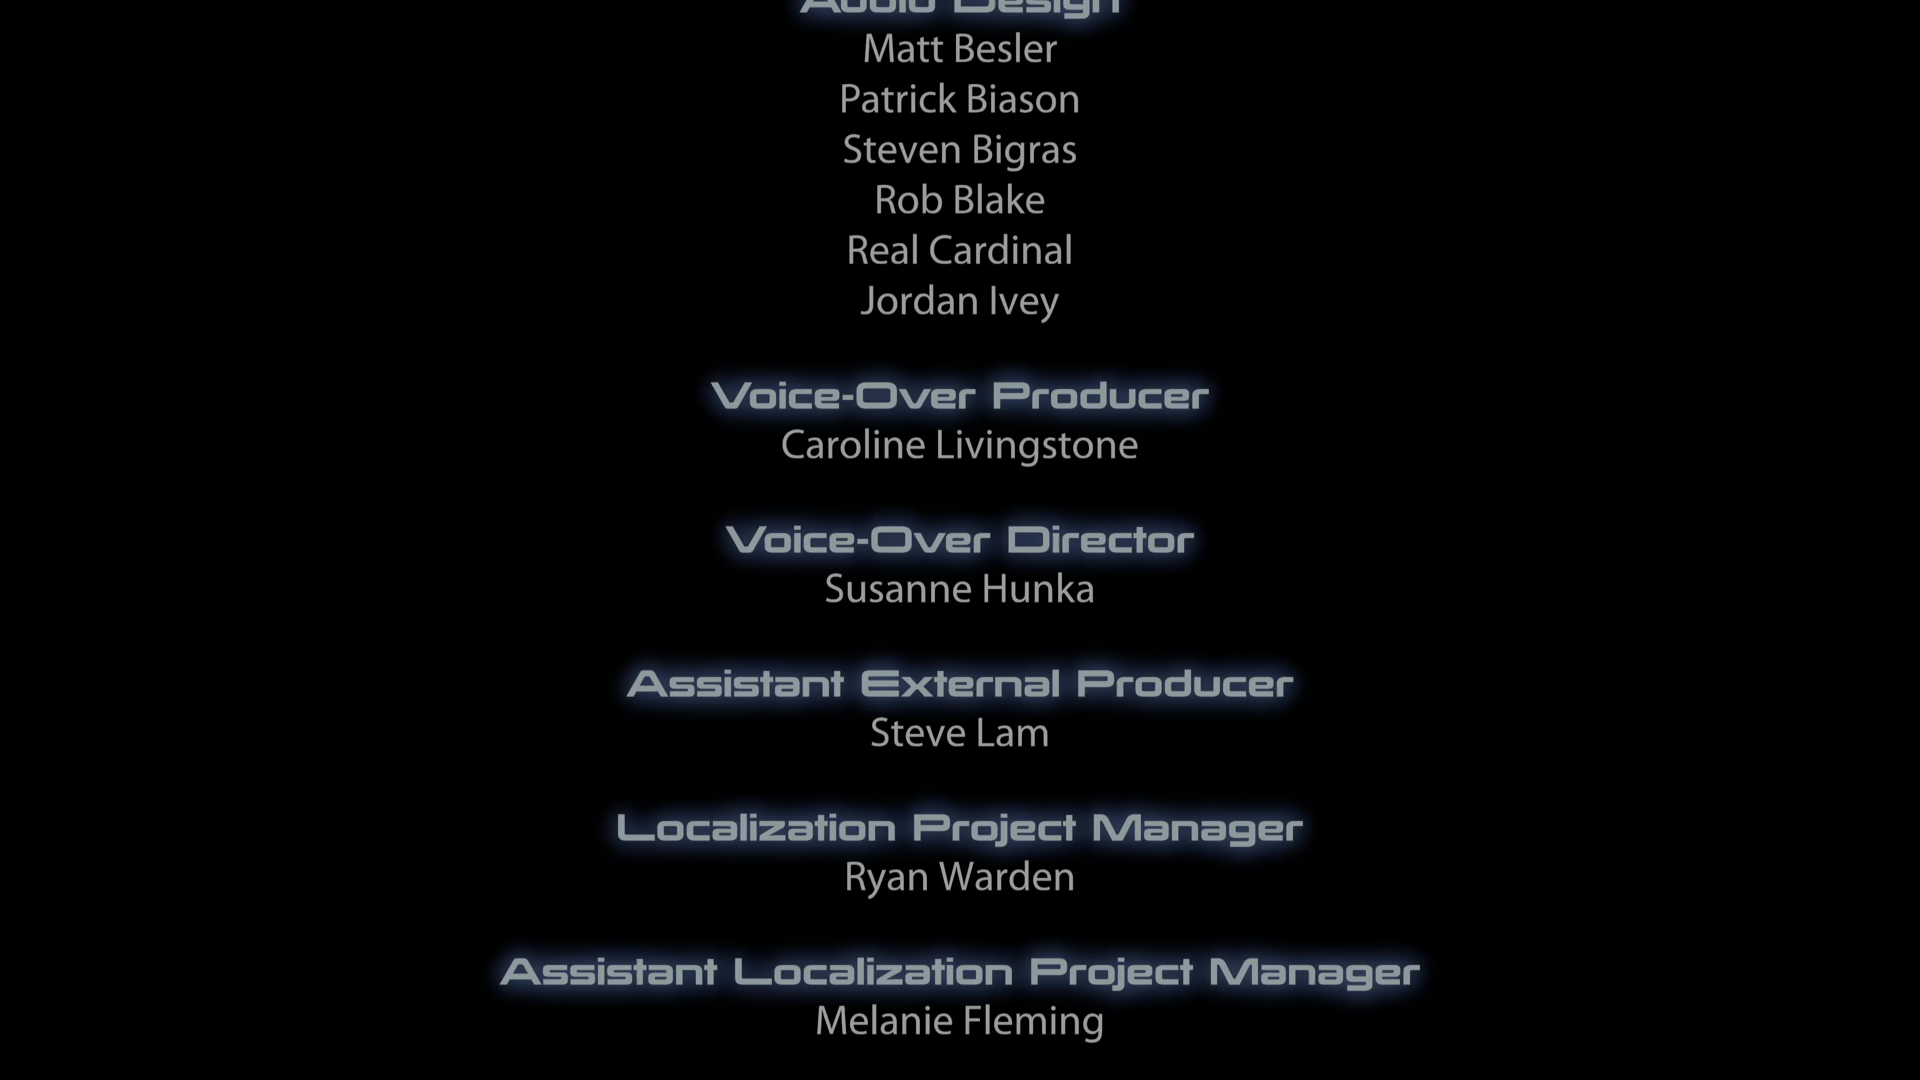 Audio Design
Matt Besler
Patrick Biason
Steven Bigras
Rob Blake
Real Cardinal
Jordan Ivey
Voice-Over Producer
Caroline Livingstone
Voice-Over Director
Susanne Hunka
Assistant External Producer
Steve Lam
Localization Project Manager
Ryan Warden
Assistant Localization Project Manager
Melanie Fleming